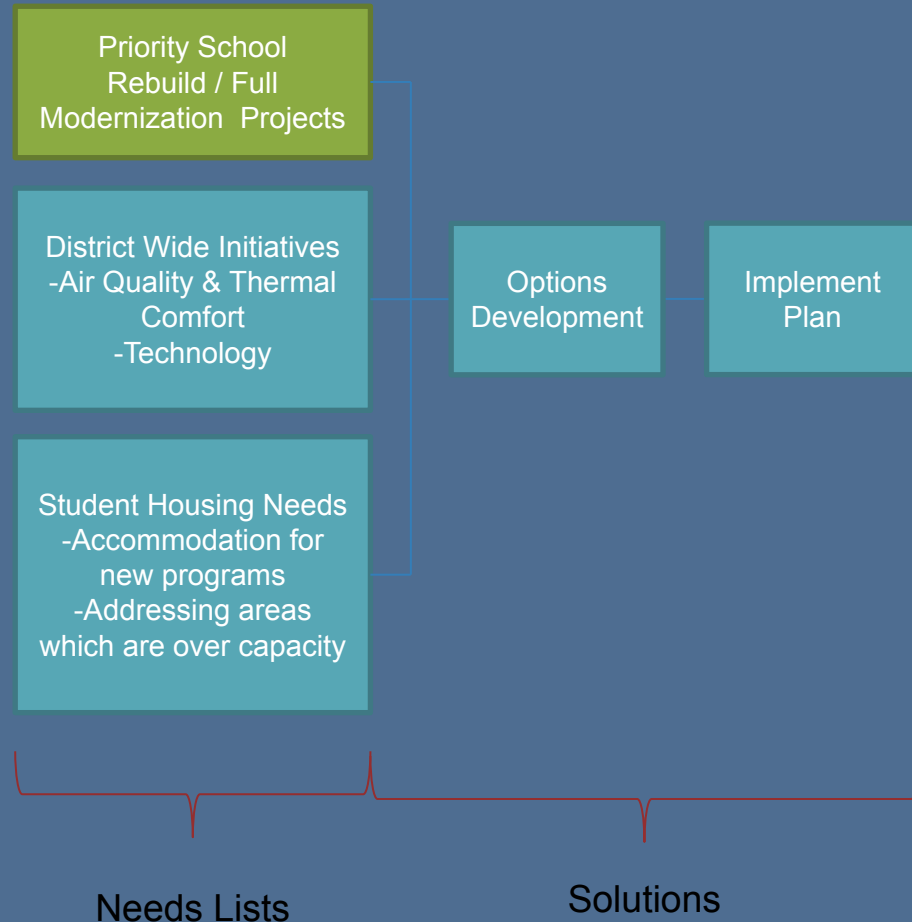 Priority School
Rebuild / Full
Modernization Projects
District Wide Initiatives
-Air Quality & Thermal
Comfort
-Technology
Student Housing Needs
-Accommodation for
new programs
-Addressing areas
which are over capacity
Options
Development
Implement
Plan
Needs Lists
Solutions